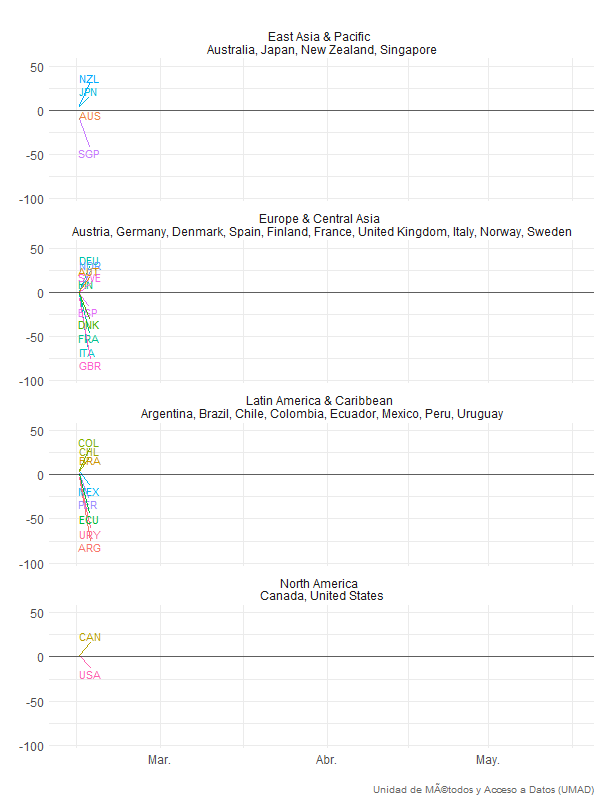 East Asia & Pacific
Australia, Japan, New Zealand, Singapore
50
NZL
JPN
0
AUS
-50
SGP
-100
Europe & Central Asia
Austria, Germany, Denmark, Spain, Finland, France, United Kingdom, Italy, Norway, Sweden
50
DEU
NOR
AUT
SWE
FIN
0
ESP
DNK
-50
FRA
ITA
GBR
-100
Latin America & Caribbean
Argentina, Brazil, Chile, Colombia, Ecuador, Mexico, Peru, Uruguay
50
COL
CHL
BRA
0
MEX
PER
-50
ECU
URY
ARG
-100
North America
Canada, United States
50
CAN
0
USA
-50
-100
Mar.
Abr.
May.
Unidad de MÃ©todos y Acceso a Datos (UMAD)